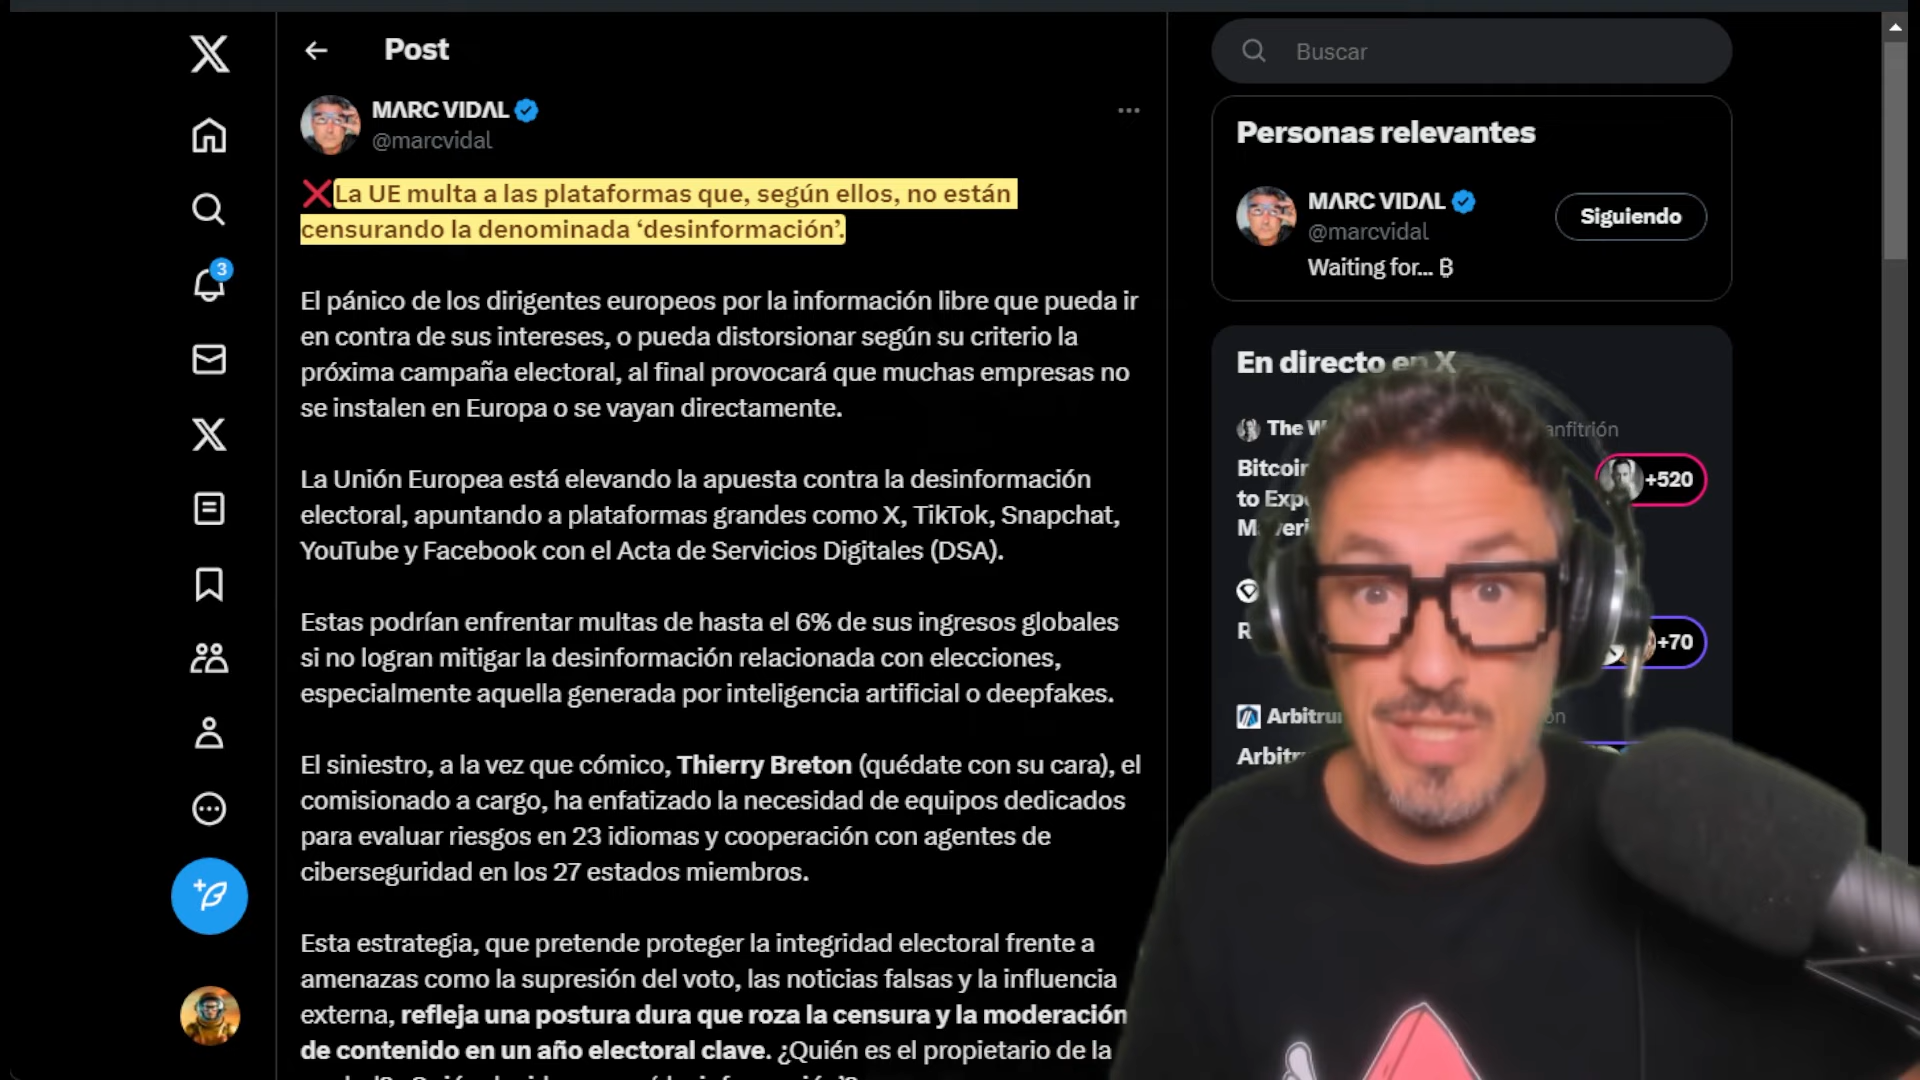 Post
MΛRC VIDΛL
@marcvidal
❌La UE multa a las plataformas que, según ellos, no están
censurando la denominada ‘desinformación’.
El pánico de los dirigentes europeos por la información libre que pueda ir
en contra de sus intereses, o pueda distorsionar según su criterio la
próxima campaña electoral, al final provocará que muchas empresas no
se instalen en Europa o se vayan directamente.
La Unión Europea está elevando la apuesta contra la desinformación
electoral, apuntando a plataformas grandes como X, TikTok, Snapchat,
YouTube y Facebook con el Acta de Servicios Digitales (DSA).
Estas podrían enfrentar multas de hasta el 6% de sus ingresos globales
si no logran mitigar la desinformación relacionada con elecciones,
especialmente aquella generada por inteligencia artificial o deepfakes.
El siniestro, a la vez que cómico, Thierry Breton (quédate con su cara), el
comisionado a cargo, ha enfatizado la necesidad de equipos dedicados
para evaluar riesgos en 23 idiomas y cooperación con agentes de
ciberseguridad en los 27 estados miembros.
Esta estrategia, que pretende proteger la integridad electoral frente a
amenazas como la supresión del voto, las noticias falsas y la influencia
externa, refleja una postura dura que roza la censura y la moderación
de contenido en un año electoral clave. ¿Quién es el propietario de la
3
Buscar
Personas relevantes
MΛRC VIDΛL
@marcvidal
Siguiendo
Waiting for... ₿
En directo en X
The
anfitrión
to
+520
+70